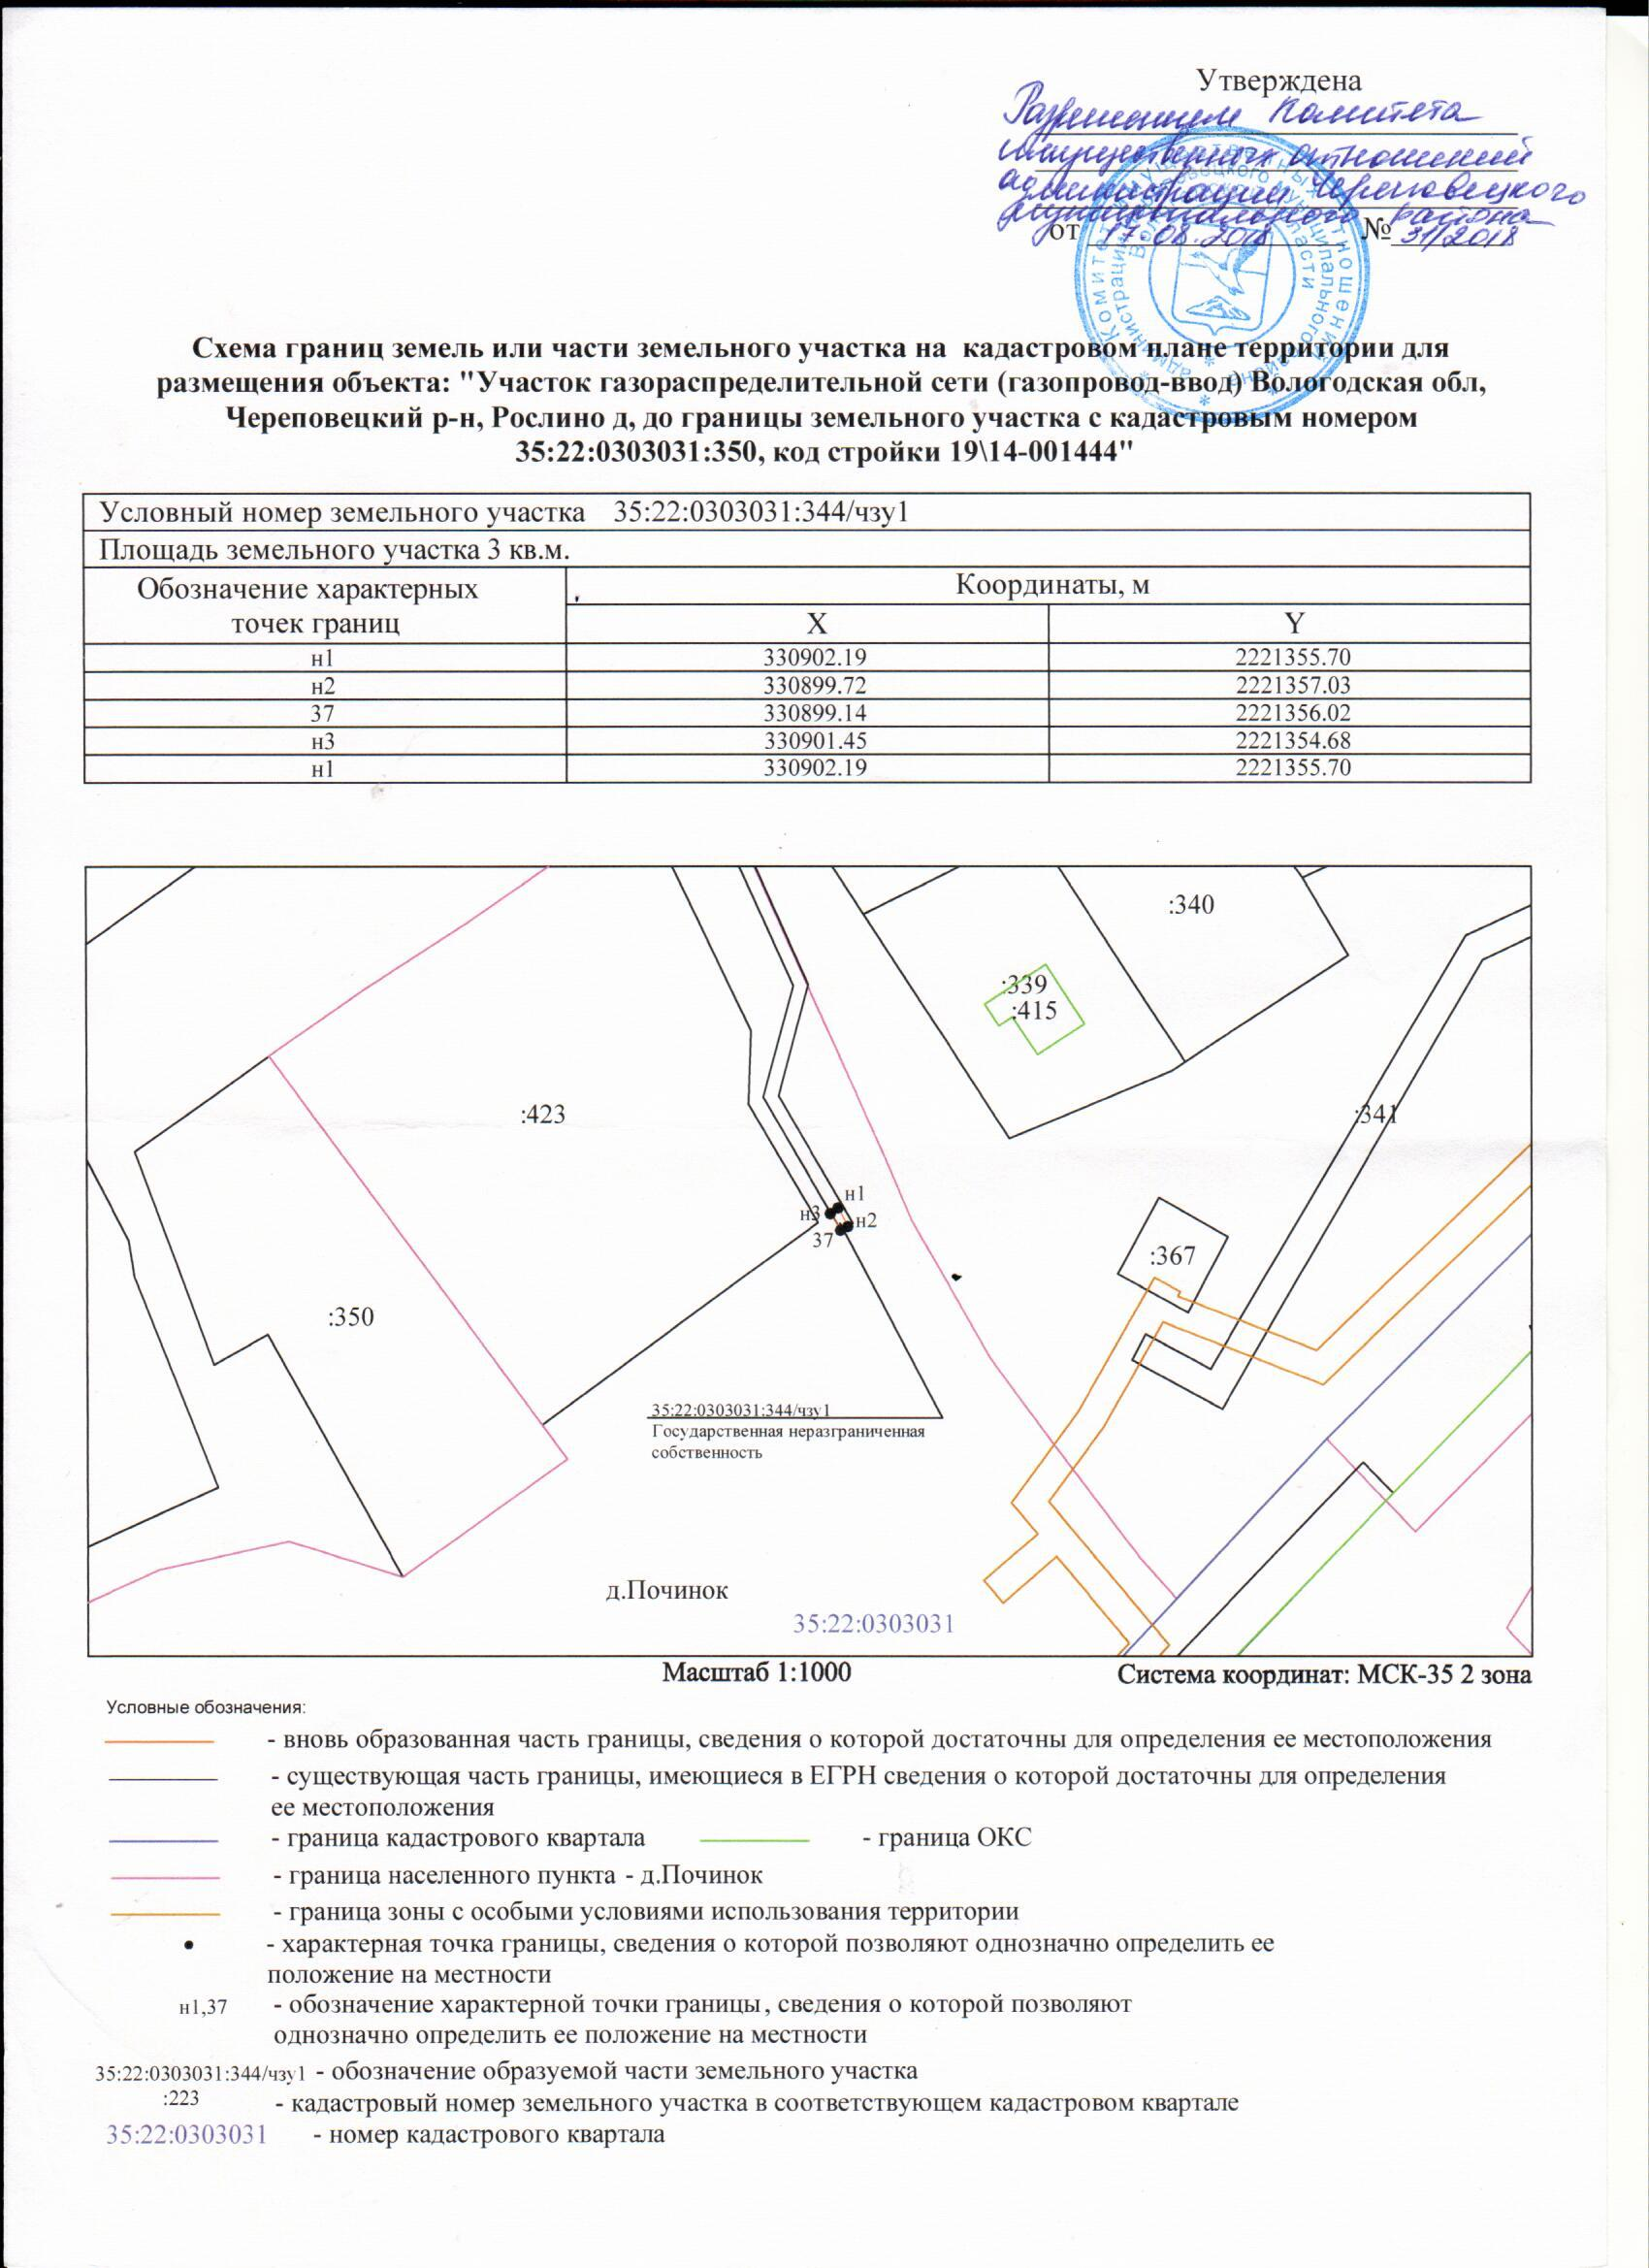 Утверждена
Разрешением Комитета
имущественных отношений
администрации Череповецкого
муниципального района
от 17.08.2018 № 31/2018
Схема границ земель или части земельного участка на кадастровом плане территории для
размещения объекта: "Участок газораспределительной сети (газопровод-ввод) Вологодская обл,
Череповецкий р-н, Рослино д, до границы земельного участка с кадастровым номером
35:22:0303031:350, код стройки 19\14-001444"
Условный номер земельного участка 35:22:0303031:344/чзу1
Площадь земельного участка 3 кв.м.
Обозначение характерных
точек границ
Координаты, м
X Y
н1 330902.19 2221355.70
н2 330899.72 2221357.03
37 330899.14 2221356.02
н3 330901.45 2221354.68
н1 330902.19 2221355.70
:340
:339
:415
:423
:341
н1
н3
н2
37
:367
:350
35:22:0303031:344/чзу1
Государственная неразграниченная
собственность
д.Починок
35:22:0303031
Масштаб 1:1000
Система координат: МСК-35 2 зона
Условные обозначения:
- вновь образованная часть границы, сведения о которой достаточны для определения ее местоположения
- существующая часть границы, имеющиеся в ЕГРН сведения о которой достаточны для определения
ее местоположения
- граница кадастрового квартала - граница ОКС
- граница населенного пункта - д.Починок
- граница зоны с особыми условиями использования территории
- характерная точка границы, сведения о которой позволяют однозначно определить ее
положение на местности
н1,37 - обозначение характерной точки границы, сведения о которой позволяют
однозначно определить ее положение на местности
35:22:0303031:344/чзу1 - обозначение образуемой части земельного участка
:223 - кадастровый номер земельного участка в соответствующем кадастровом квартале
35:22:0303031 - номер кадастрового квартала